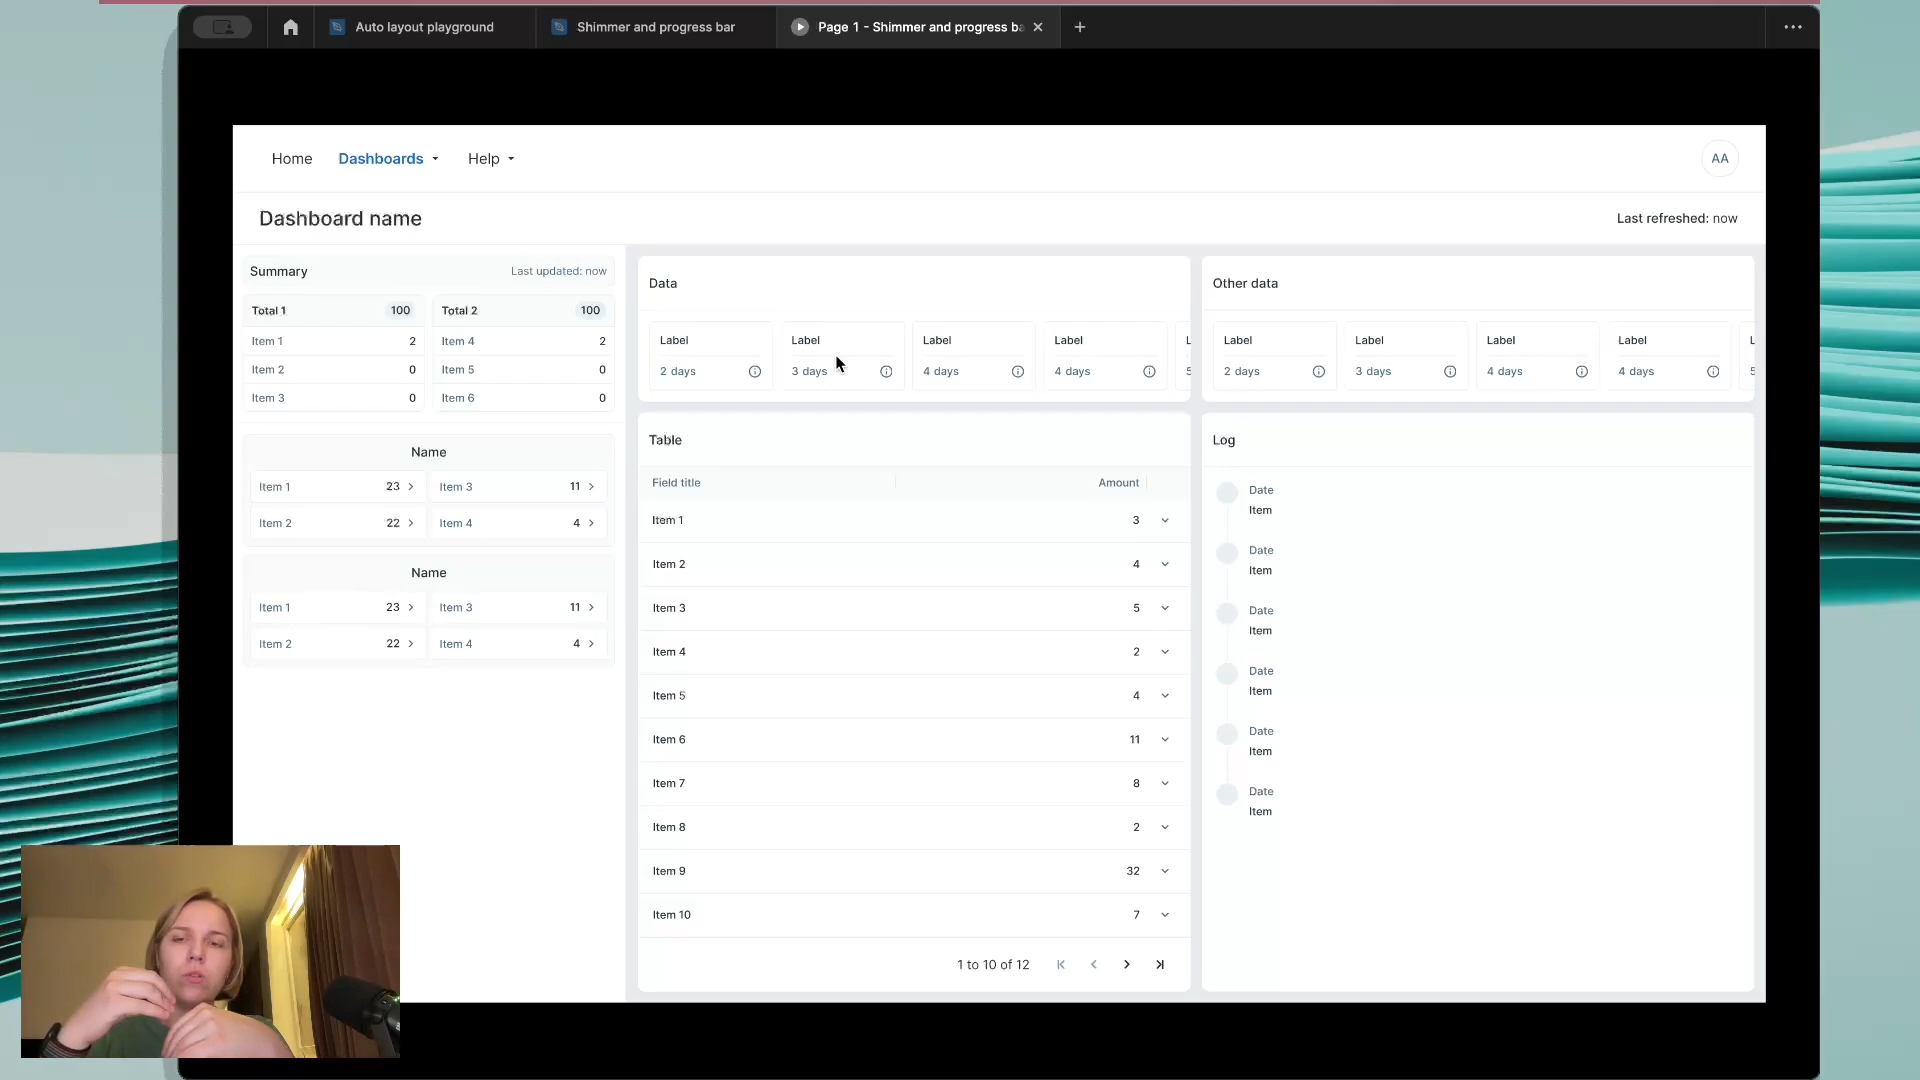 Auto layout playground
Shimmer and progress bar
Page 1 - Shimmer and progress ba
Home
Dashboards
Help
AA
Dashboard name
Last refreshed: now
Summary
Last updated: now
Total 1 100
Item 1 2
Item 2 0
Item 3 0
Total 2 100
Item 4 2
Item 5 0
Item 6 0
Name
Item 1 23
Item 3 11
Item 2 22
Item 4 4
Name
Item 1 23
Item 3 11
Item 2 22
Item 4 4
Data
Label
2 days
Label
3 days
Label
4 days
Label
4 days
L
5
Other data
Label
2 days
Label
3 days
Label
4 days
Label
4 days
L
5
Table
Field title Amount
Item 1 3
Item 2 4
Item 3 5
Item 4 2
Item 5 4
Item 6 11
Item 7 8
Item 8 2
Item 9 32
Item 10 7
1 to 10 of 12
Log
Date
Item
Date
Item
Date
Item
Date
Item
Date
Item
Date
Item